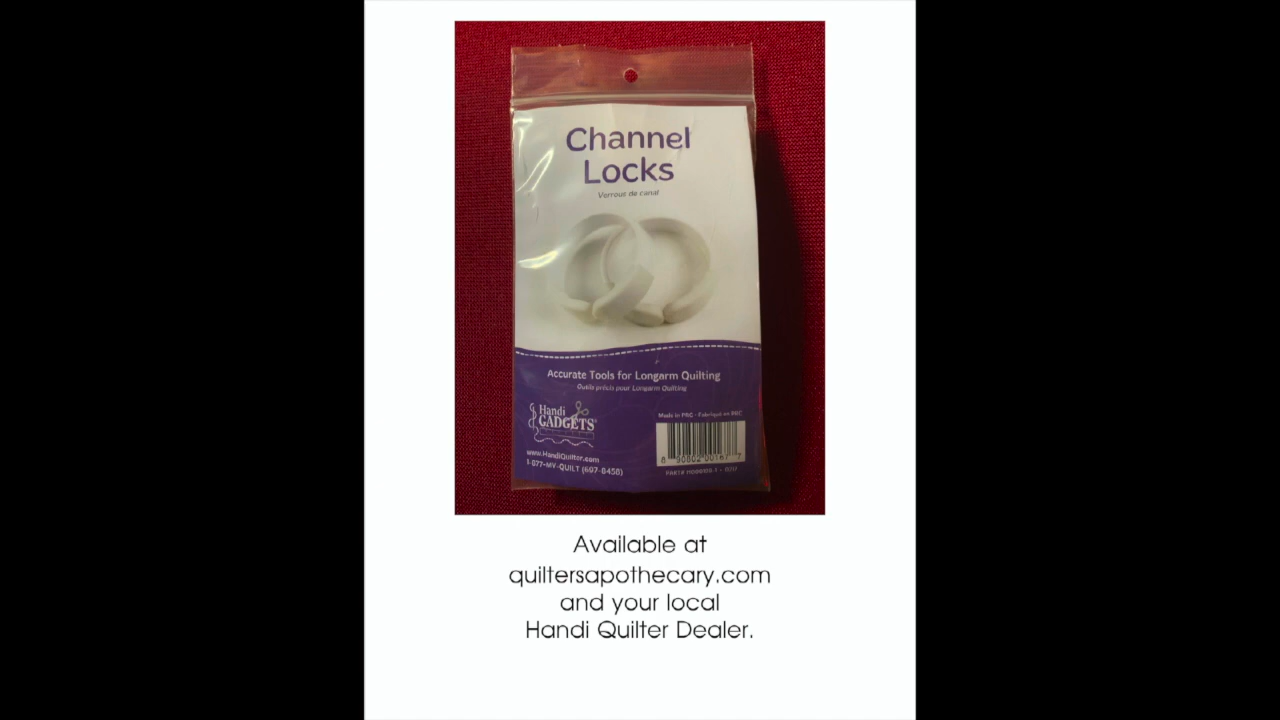 Channel
Locks
Verrous de canal
Accurate Tools for Longarm Quilting
Outils précis pour Longarm Quilting
Handi
GADGETS
Made in PRC - Fabriqué en PRC
www.HandiQuilter.com
1-877-MY-QUILT (697-8458)
PART#
Available at
quiltersapothecary.com
and your local
Handi Quilter Dealer.